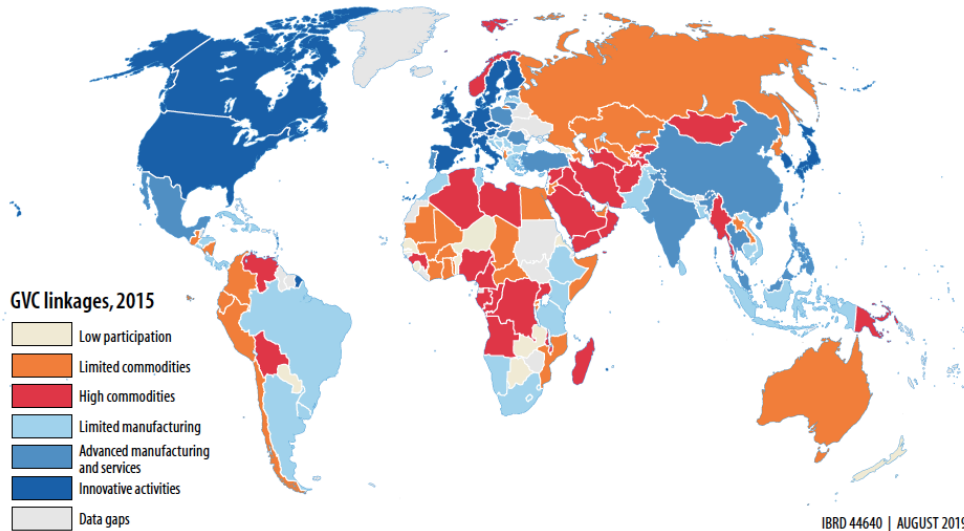 GVC linkages, 2015
Low participation
Limited commodities
High commodities
Limited manufacturing
Advanced manufacturing
and services
Innovative activities
Data gaps
IBRD 44640 | AUGUST 2019